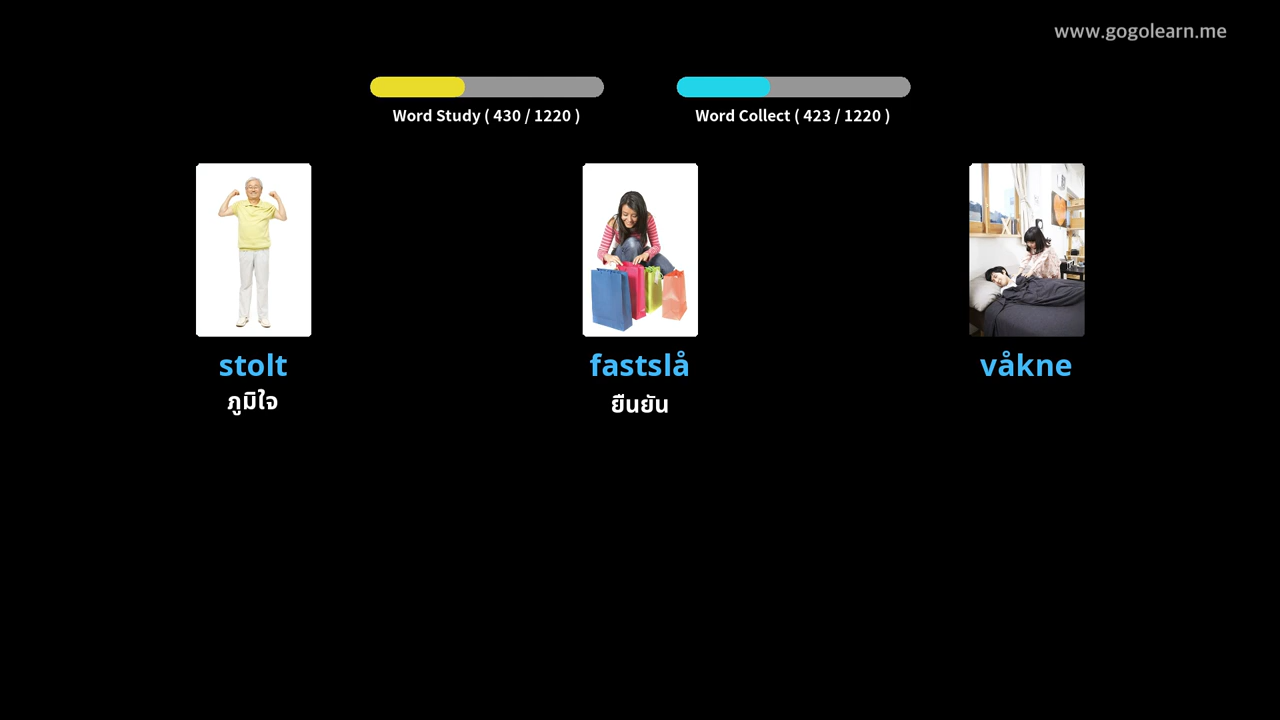 www.gogolearn.me
Word Study ( 430 / 1220 )
Word Collect ( 423 / 1220 )
stolt
ภูมิใจ
fastslå
ยืนยัน
våkne